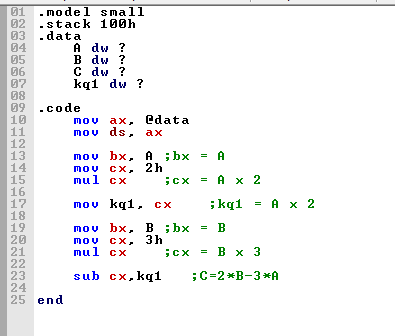 01 .model small
02 .stack 100h
03 .data
04 A dw ?
05 B dw ?
06 C dw ?
07 kq1 dw ?
08
09 .code
10 mov ax, @data
11 mov ds, ax
12
13 mov bx, A ;bx = A
14 mov cx, 2h
15 mul cx ;cx = A x 2
16
17 mov kq1, cx ;kq1 = A x 2
18
19 mov bx, B ;bx = B
20 mov cx, 3h
21 mul cx ;cx = B x 3
22
23 sub cx,kq1 ;C=2*B-3*A
24
25 end